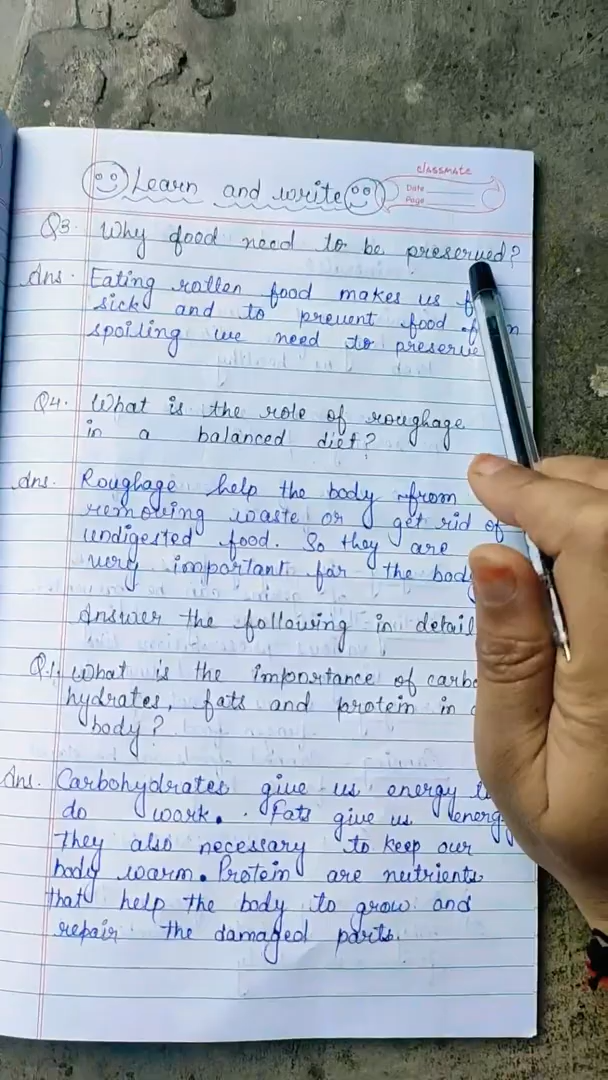 classmate
Date
Page
Learn and write
Q3. Why food need to be preserved?
Ans. Eating rotten food makes us
sick and to prevent food
spoiling we need to preserve
Q4. What is the role of roughage
in a balanced diet?
Ans. Roughage help the body from
removing waste or get rid of
undigested food. So they are
very important for the body
Answer the following in detail
Q.1. What is the importance of carbo
hydrates, fats and protein in
body?
Ans. Carbohydrates give us energy to
do work. Fats give us energy
They also necessary to keep our
body warm. Protein are nutrients
that help the body to grow and
repair the damaged parts.